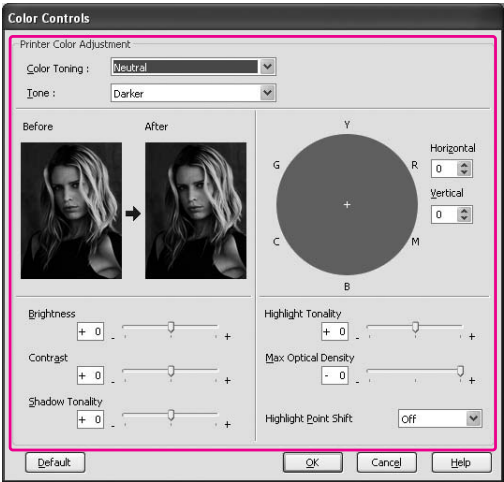 Color Controls
Printer Color Adjustment
Color Toning : Neutral
Tone : Darker
Before After
Y
G R
C M
B
Horizontal
0
Vertical
0
Brightness
+ 0 - +
Contrast
+ 0 - +
Shadow Tonality
+ 0 - +
Highlight Tonality
+ 0 - +
Max Optical Density
- 0 - +
Highlight Point Shift Off
Default OK Cancel Help